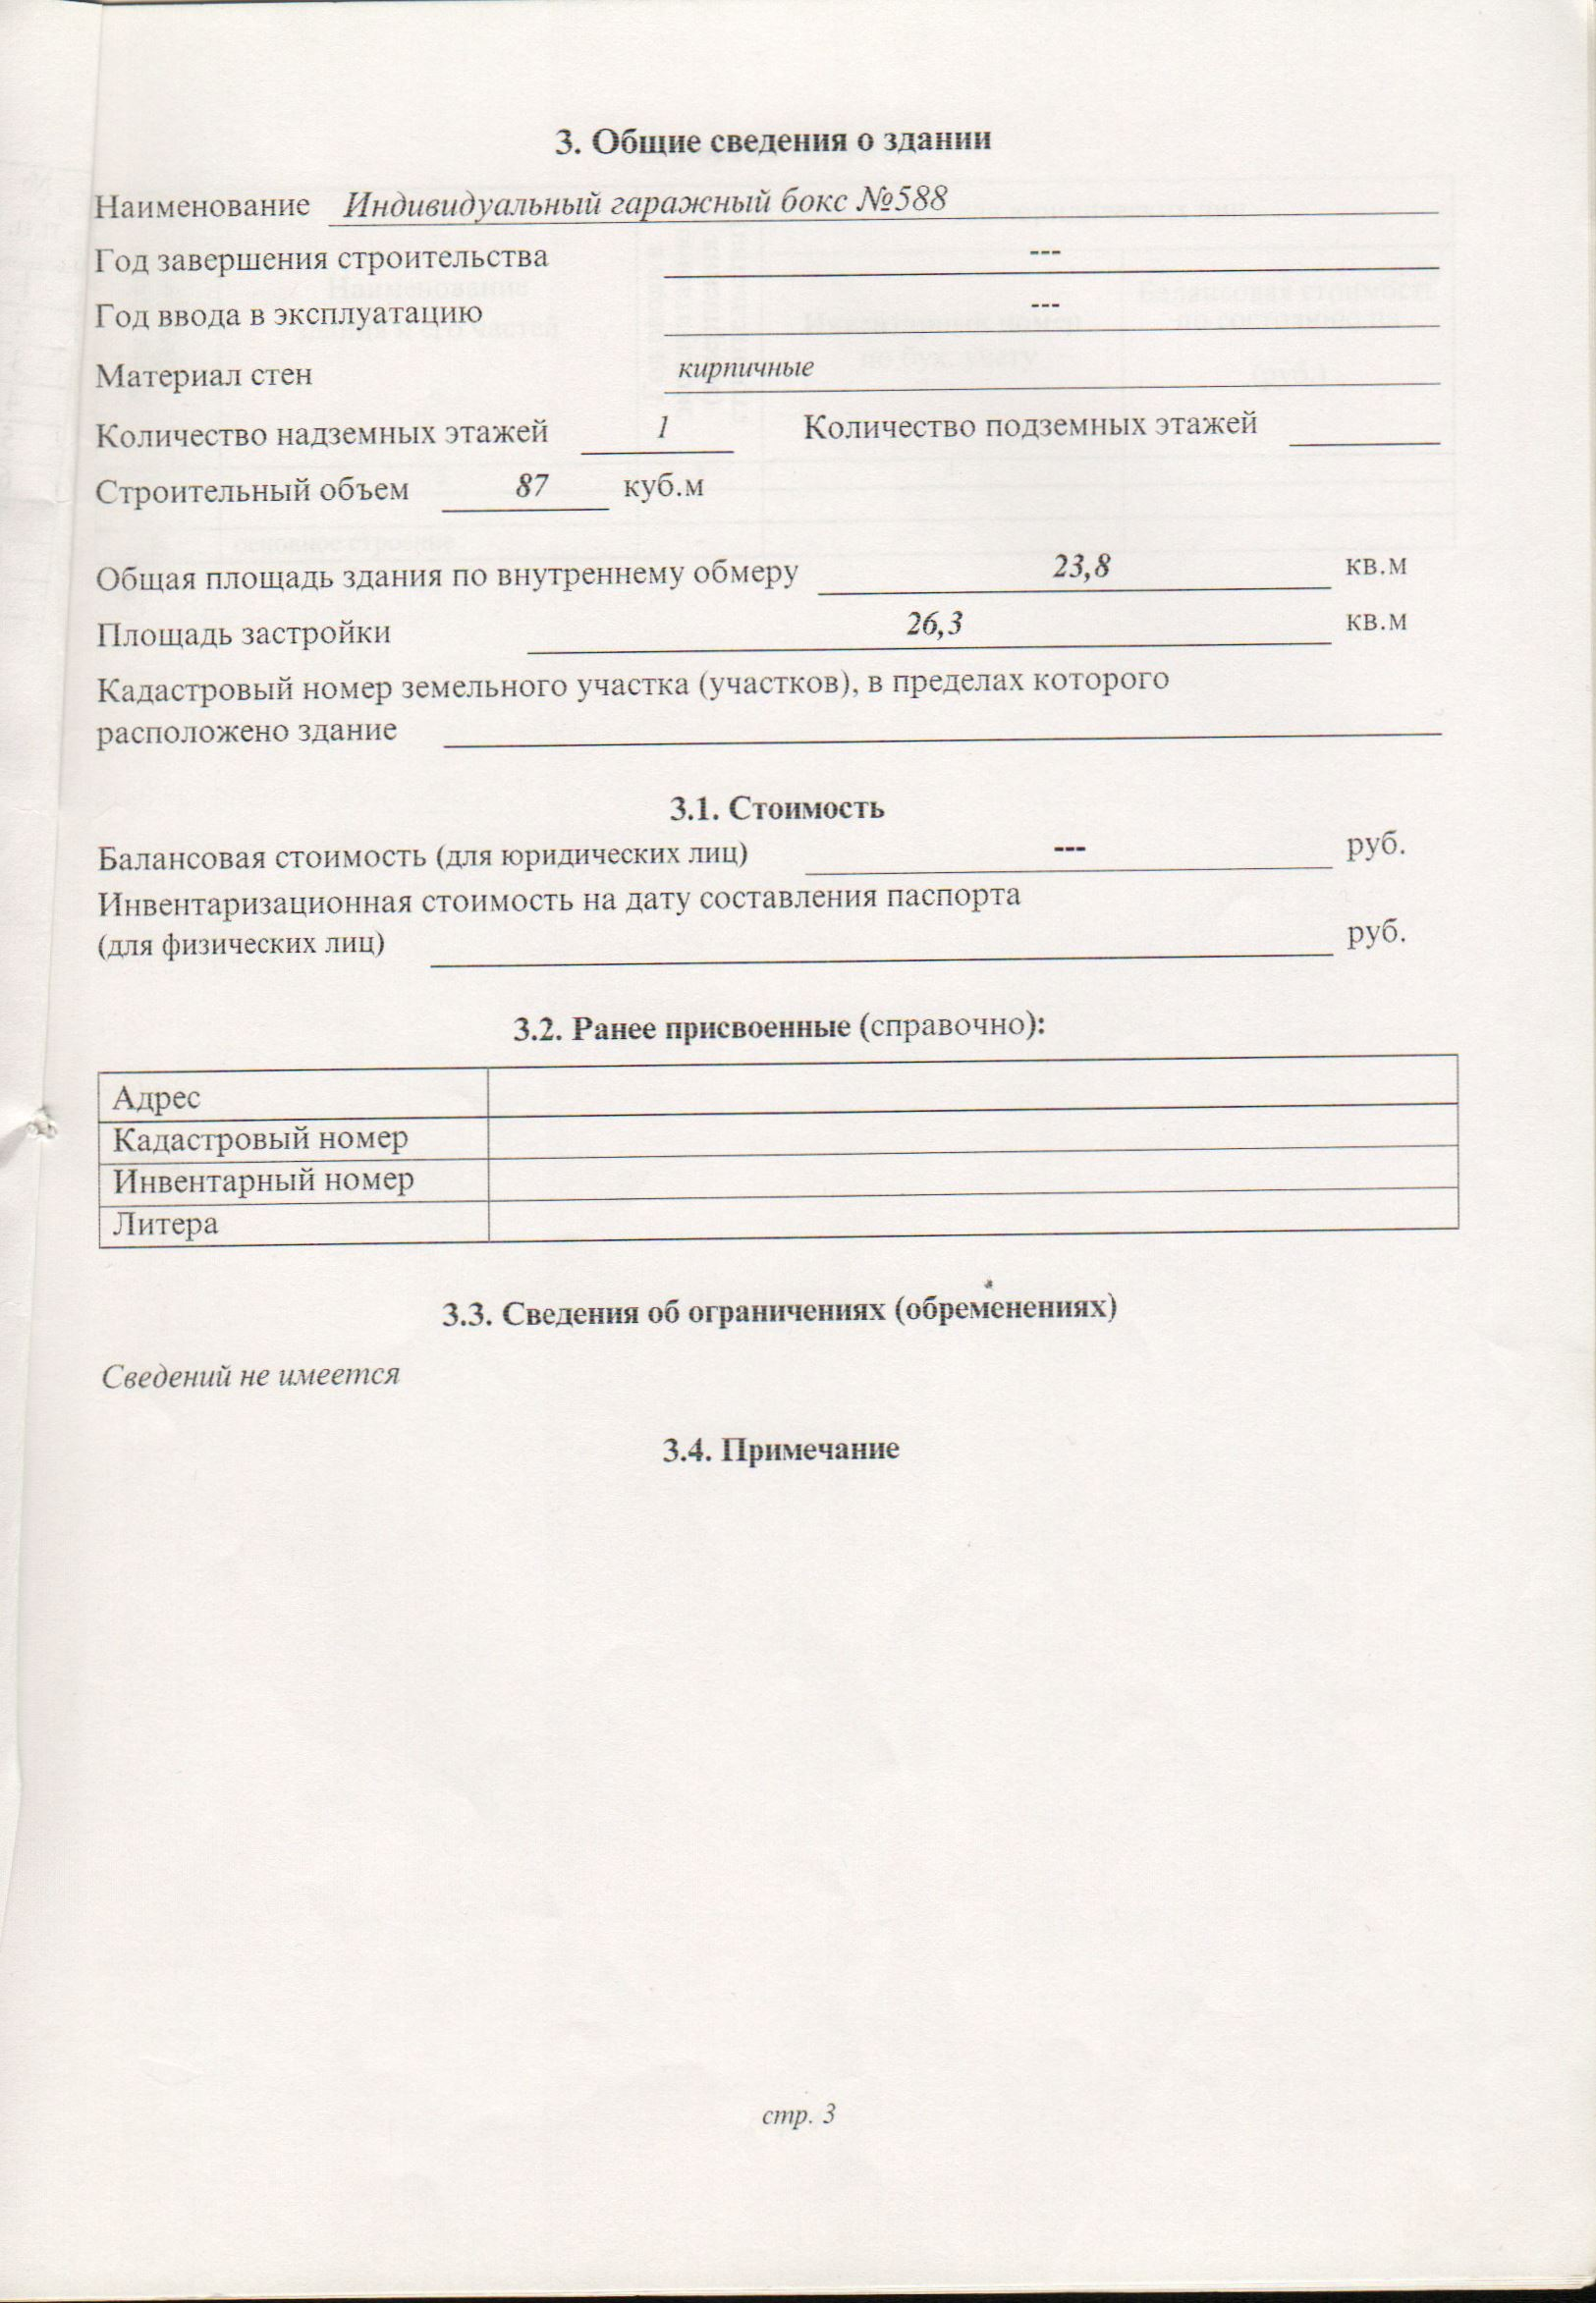 3. Общие сведения о здании
Наименование Индивидуальный гаражный бокс №588
Год завершения строительства ---
Год ввода в эксплуатацию ---
Материал стен кирпичные
Количество надземных этажей 1 Количество подземных этажей
Строительный объем 87 куб.м
Общая площадь здания по внутреннему обмеру 23,8 кв.м
Площадь застройки 26,3 кв.м
Кадастровый номер земельного участка (участков), в пределах которого
расположено здание
3.1. Стоимость
Балансовая стоимость (для юридических лиц) --- руб.
Инвентаризационная стоимость на дату составления паспорта
(для физических лиц) руб.
3.2. Ранее присвоенные (справочно):
Адрес
Кадастровый номер
Инвентарный номер
Литера
3.3. Сведения об ограничениях (обременениях)
Сведений не имеется
3.4. Примечание
стр. 3